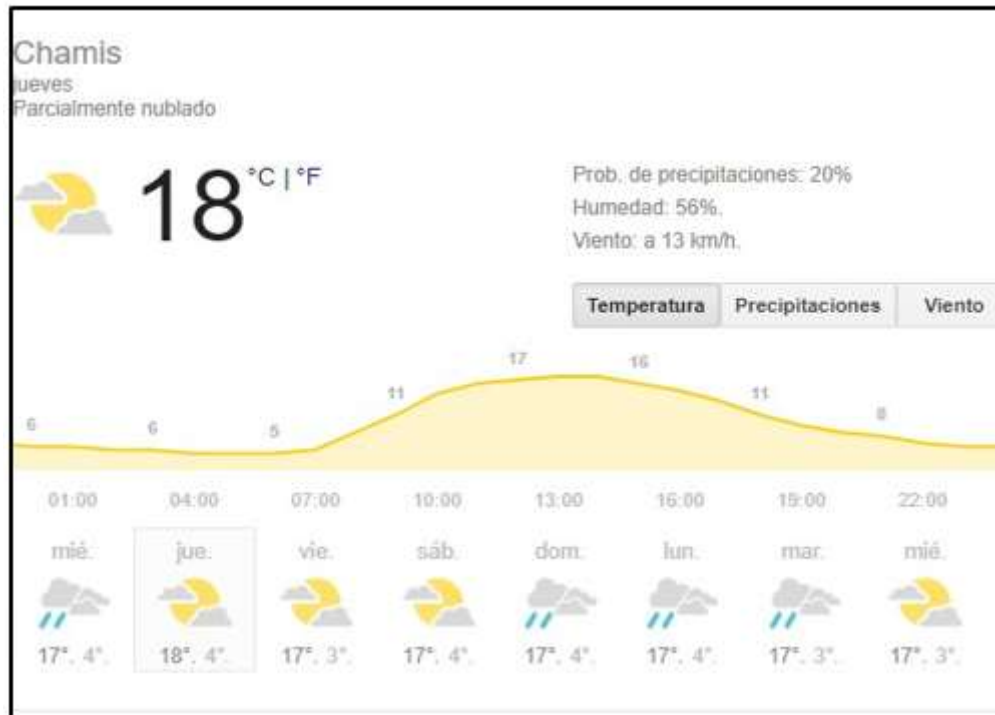 Chamis
jueves
Parcialmente nublado
18 °C | °F
Prob. de precipitaciones: 20%
Humedad: 56%.
Viento: a 13 km/h.
Temperatura Precipitaciones Viento
6 6 5 11 17 16 11 8
01:00 04:00 07:00 10:00 13:00 16:00 19:00 22:00
mié. jue. vie. sáb. dom. lun. mar. mié.
17°. 4°. 18°. 4°. 17°. 3°. 17°. 4°. 17°. 4°. 17°. 4°. 17°. 3°. 17°. 3°.